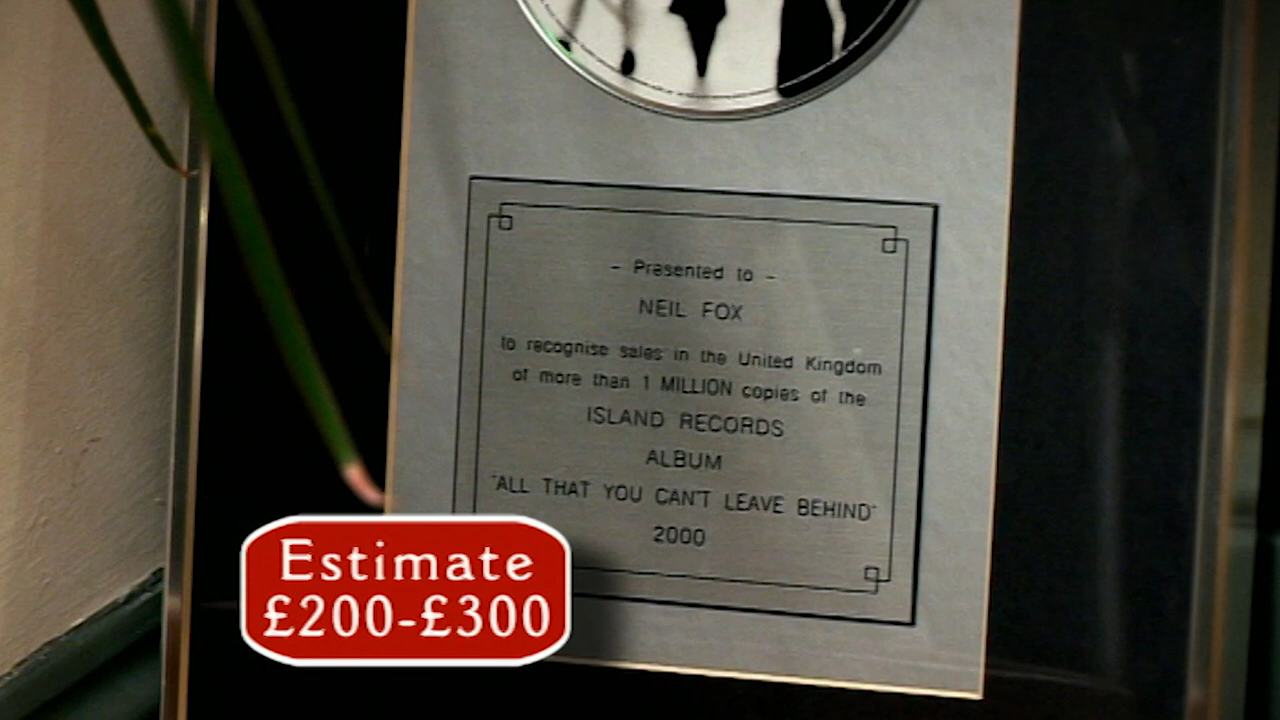 - Presented to -
NEIL FOX
to recognise sales in the United Kingdom
of more than 1 MILLION copies of the
ISLAND RECORDS
ALBUM
"ALL THAT YOU CAN'T LEAVE BEHIND"
2000
Estimate
£200-£300